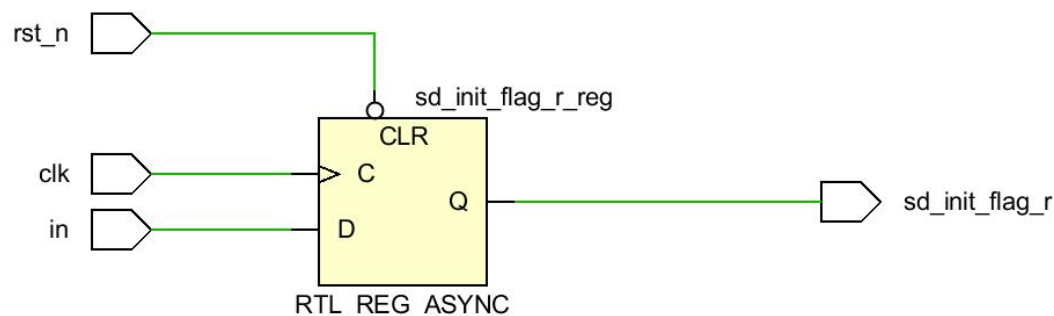 rst_n
sd_init_flag_r_reg
CLR
clk
C
Q
sd_init_flag_r
in
D
RTL_REG_ASYNC